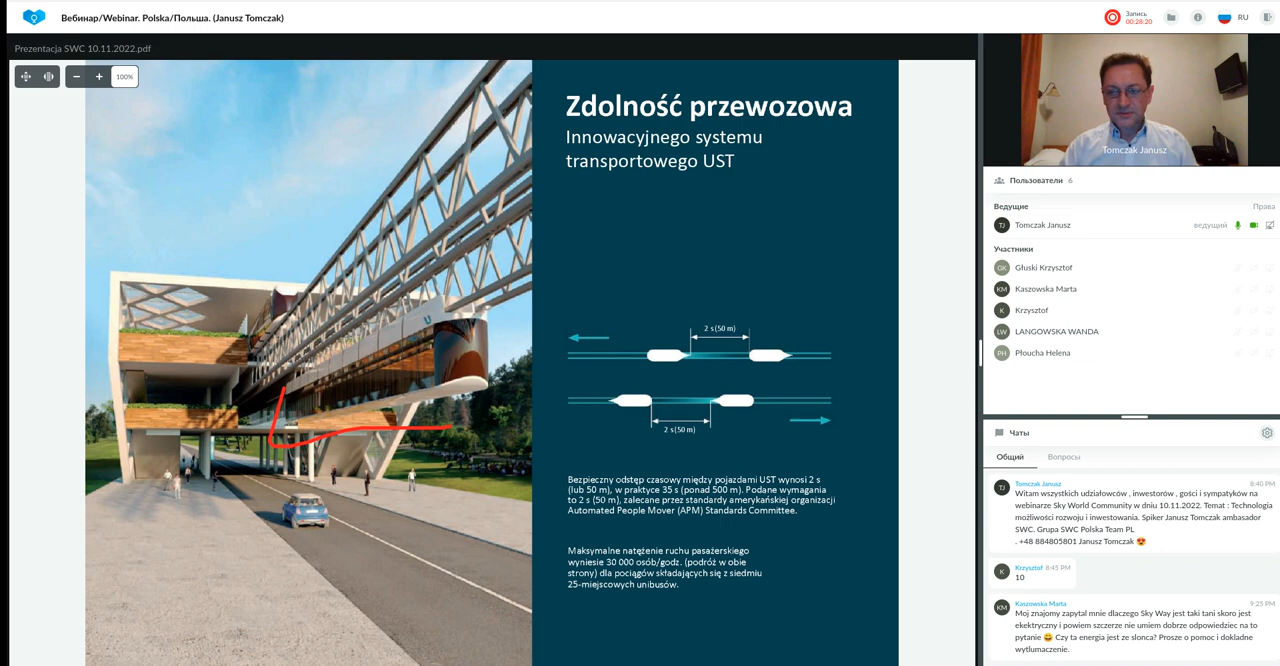 Вебинар/Webinar. Polska/Польша. (Janusz Tomczak)
Запись
00:28:20
RU
Prezentacja SWC 10.11.2022.pdf
100%
Zdolność przewozowa
Innowacyjnego systemu
transportowego UST
2 s (50 m)
2 s (50 m)
Bezpieczny odstęp czasowy między pojazdami UST wynosi 2 s
(lub 50 m), w praktyce 35 s (ponad 500 m). Podane wymagania
to 2 s (50 m), zalecane przez standardy amerykańskiej organizacji
Automated People Mover (APM) Standards Committee.
Maksymalne natężenie ruchu pasażerskiego
wyniesie 30 000 osób/godz. (podróż w obie
strony) dla pociągów składających się z siedmiu
25-miejscowych unibusów.
Tomczak Janusz
Пользователи 6
Ведущие Права
TJ Tomczak Janusz ведущий
Участники
GK Głuski Krzysztof
KM Kaszowska Marta
K Krzysztof
LW LANGOWSKA WANDA
PH Płoucha Helena
Чаты
Общий Вопросы
TJ Tomczak Janusz 8:40 PM
Witam wszystkich udziałowców , inwestorów , gości i sympatyków na
webinarze Sky World Community w dniu 10.11.2022. Temat : Technologia
możliwości rozwoju i inwestowania. Spiker Janusz Tomczak ambasador
SWC. Grupa SWC Polska Team PL
. +48 884805801 Janusz Tomczak 😍
K Krzysztof 8:45 PM
10
KM Kaszowska Marta 9:25 PM
Moj znajomy zapytal mnie dlaczego Sky Way jest taki tani skoro jest
ekektryczny i powiem szczerze nie umiem dobrze odpowiedziec na to
pytanie 😄 Czy ta energia jest ze slonca? Prosze o pomoc i dokladne
wytlumaczenie.